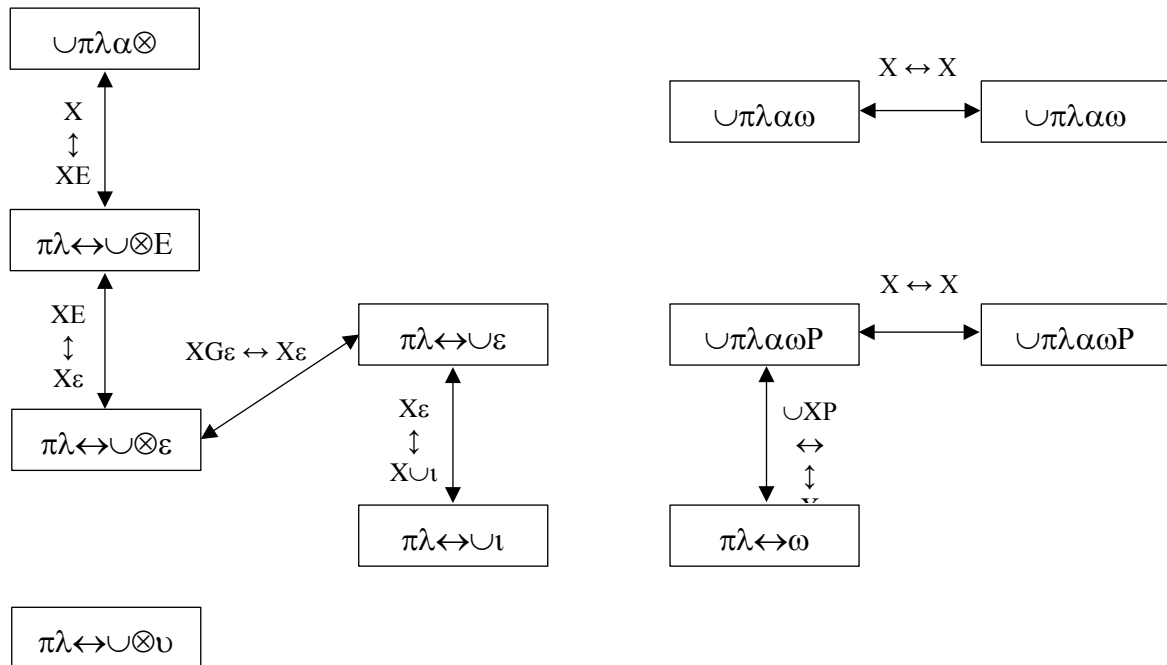 ∪πλα⊗
X
↕
XE
πλ↔∪⊗E
XE
↕
Xε
πλ↔∪⊗ε
XGε ↔ Xε
πλ↔∪ε
Xε
↕
X∪ι
πλ↔∪ι
πλ↔∪⊗υ
X ↔ X
∪πλαω
∪πλαω
X ↔ X
∪πλαωP
∪πλαωP
∪XP
↔
↕
πλ↔ω